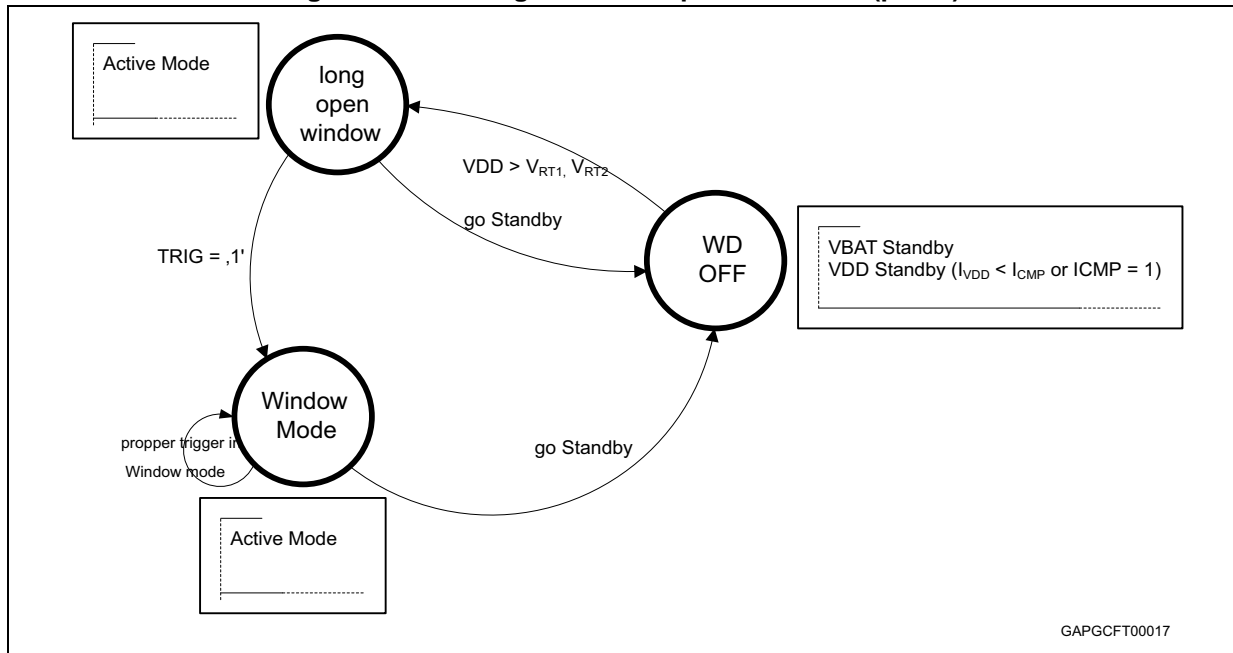 Active Mode
long
open
window
VDD > VRT1, VRT2
go Standby
WD
OFF
VBAT Standby
VDD Standby (IVDD < ICMP or ICMP = 1)
TRIG = ‚1'
Window
Mode
propper trigger in
Window mode
go Standby
Active Mode
GAPGCFT00017